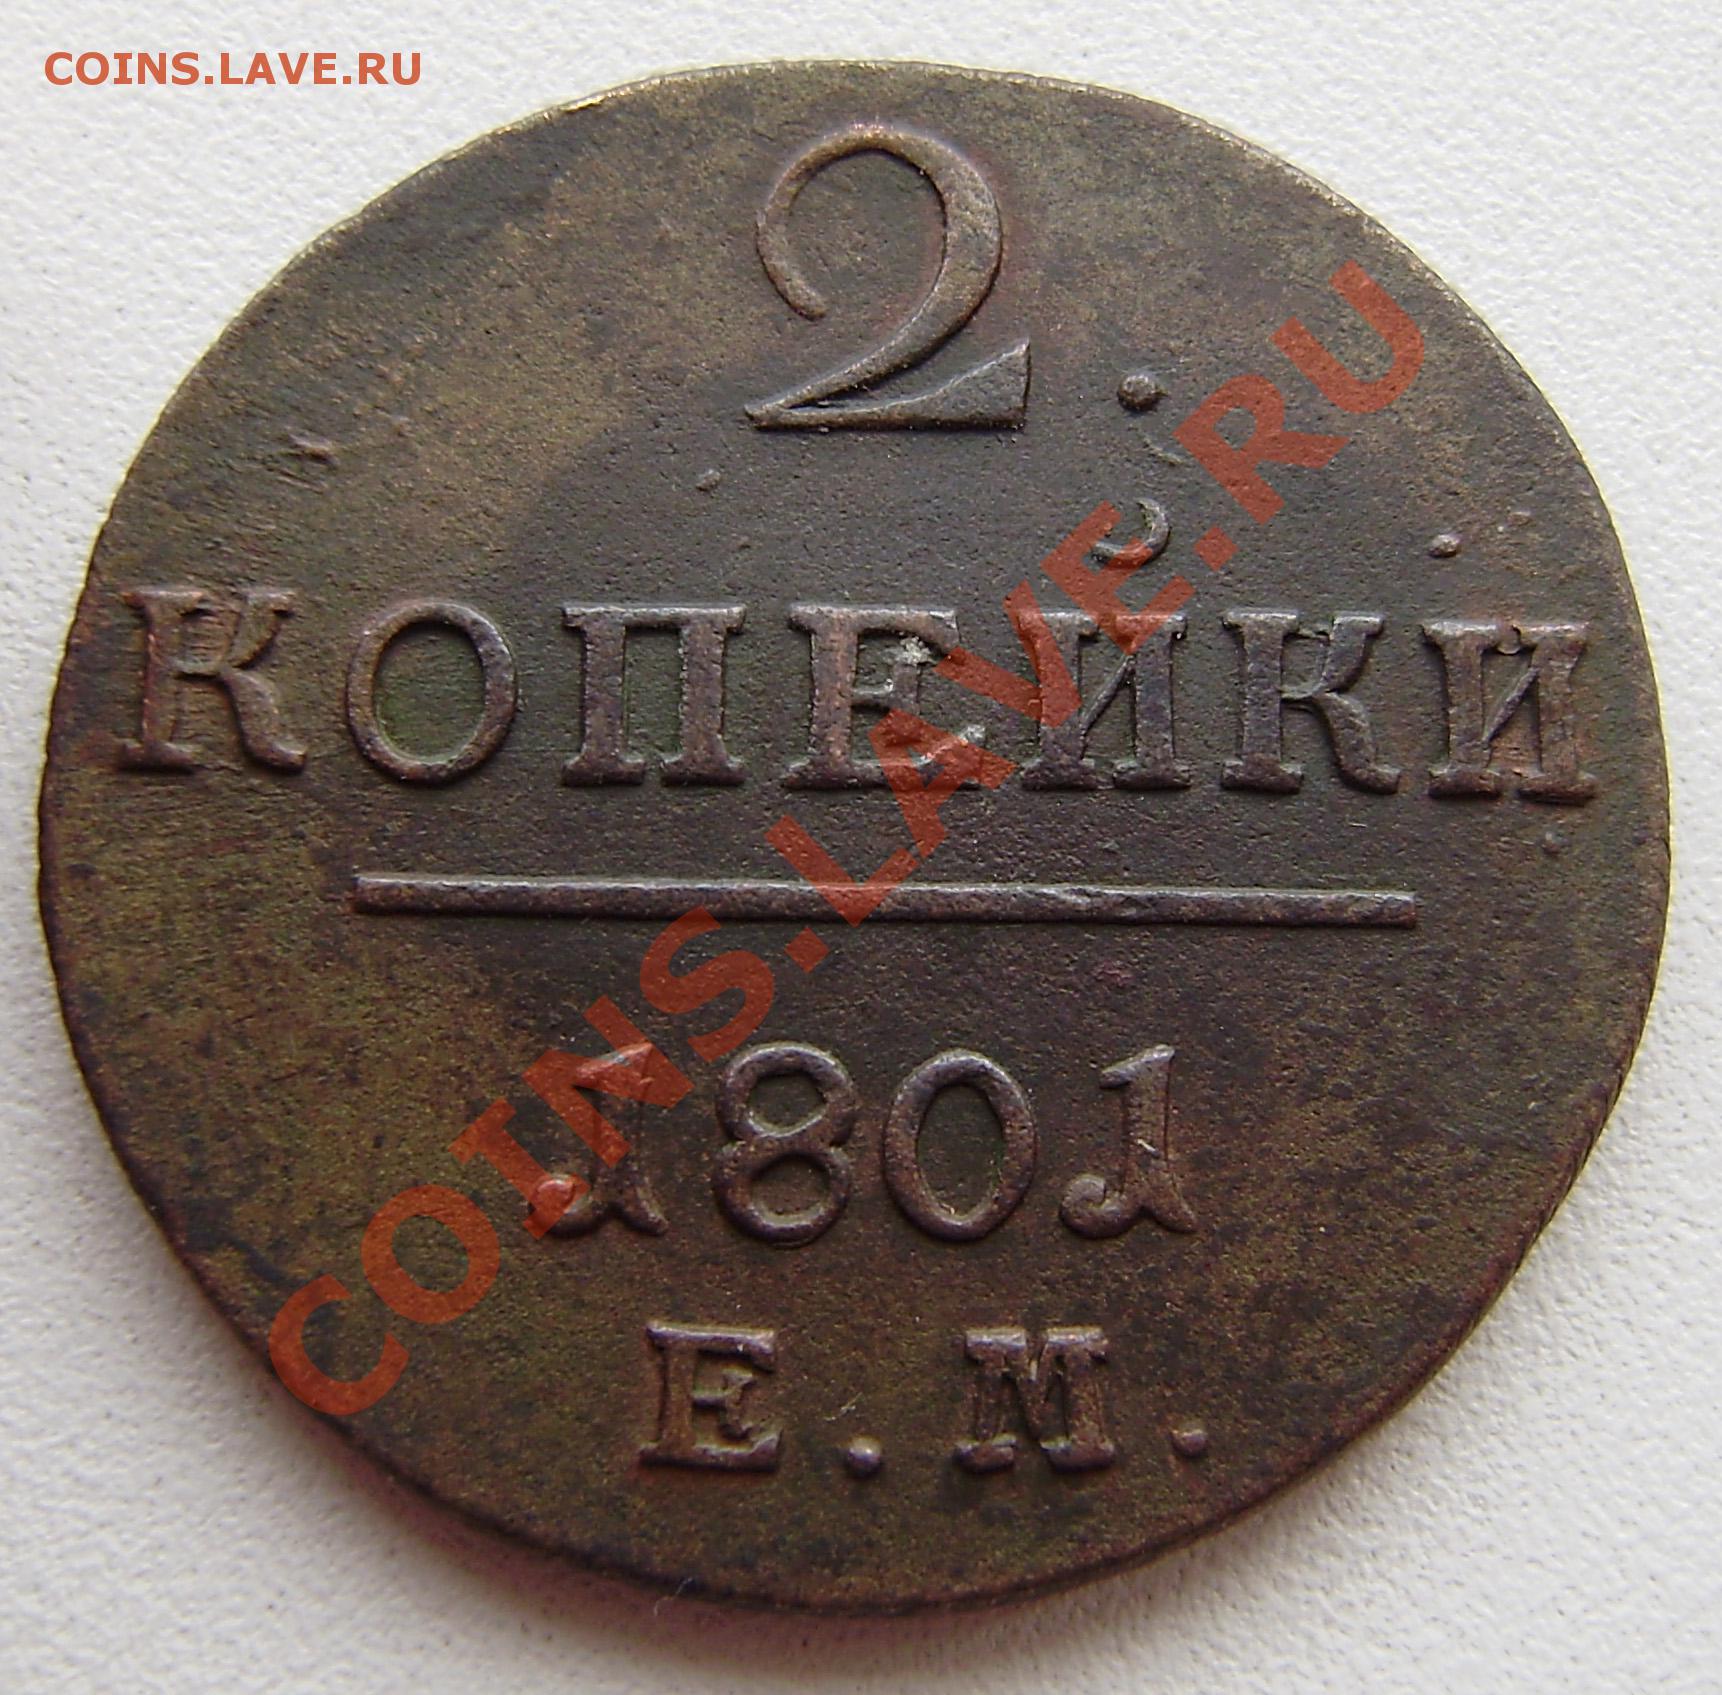 COINS.LAVE.RU
2.
КОПЕЙКИ
1801
Е.М.
COINS.LAVE.RU